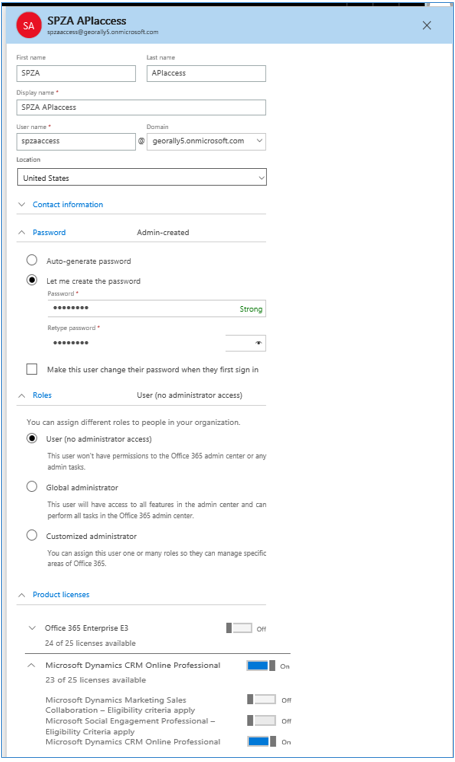 SA
SPZA APIaccess
spzaaccess@georally5.onmicrosoft.com
First name
Last name
SPZA
APIaccess
Display name *
SPZA APIaccess
User name *
Domain
spzaaccess
@
georally5.onmicrosoft.com
Location
United States
Contact information
Password
Admin-created
Auto-generate password
Let me create the password
Password *
••••••••
Strong
Retype password *
••••••••
Make this user change their password when they first sign in
Roles
User (no administrator access)
You can assign different roles to people in your organization.
User (no administrator access)
This user won't have permissions to the Office 365 admin center or any
admin tasks.
Global administrator
This user will have access to all features in the admin center and can
perform all tasks in the Office 365 admin center.
Customized administrator
You can assign this user one or many roles so they can manage specific
areas of Office 365.
Product licenses
Office 365 Enterprise E3
Off
24 of 25 licenses available
Microsoft Dynamics CRM Online Professional
On
23 of 25 licenses available
Microsoft Dynamics Marketing Sales
Off
Collaboration – Eligibility criteria apply
Microsoft Social Engagement Professional –
Off
Eligibility Criteria apply
Microsoft Dynamics CRM Online Professional
On